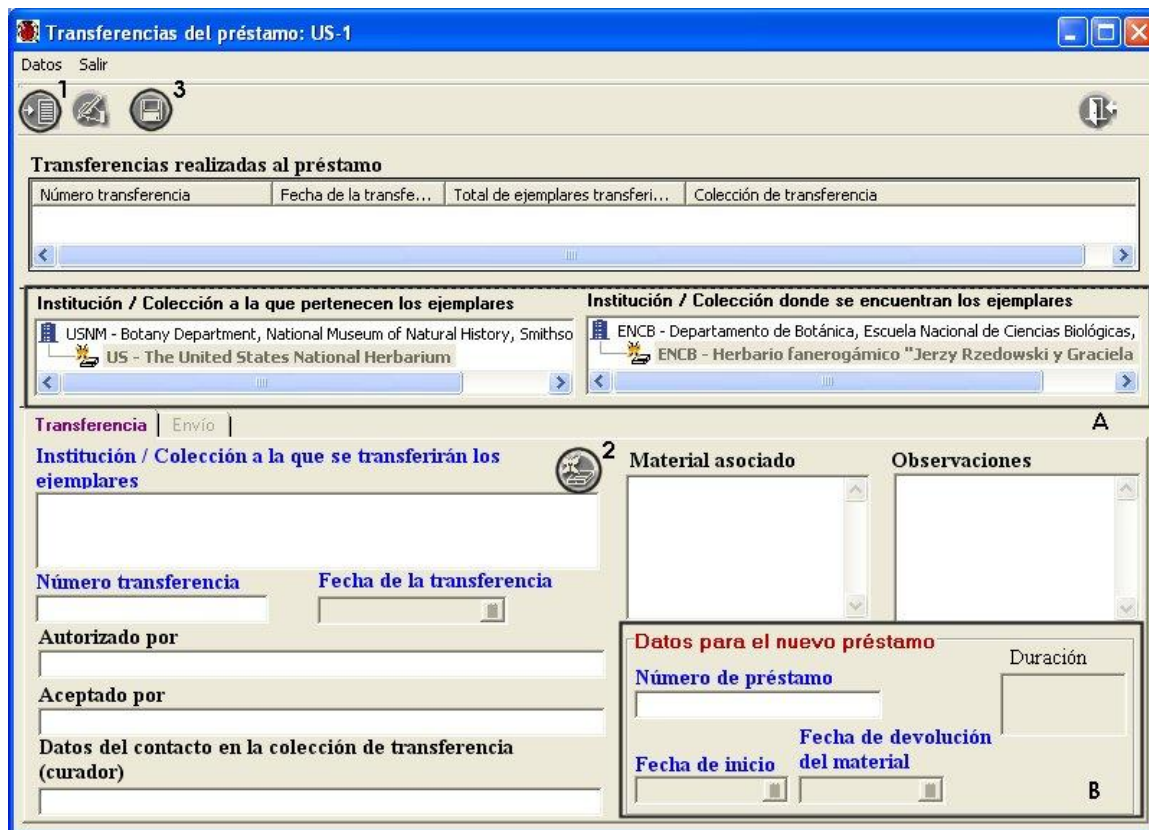 Transferencias del préstamo: US-1
Datos Salir
1
3
Transferencias realizadas al préstamo
Número transferencia Fecha de la transfe... Total de ejemplares transferi... Colección de transferencia
Institución / Colección a la que pertenecen los ejemplares
USNM - Botany Department, National Museum of Natural History, Smithso
US - The United States National Herbarium
Institución / Colección donde se encuentran los ejemplares
ENCB - Departamento de Botánica, Escuela Nacional de Ciencias Biológicas,
ENCB - Herbario fanerogámico "Jerzy Rzedowski y Graciela
A
Transferencia Envío
Institución / Colección a la que se transferirán los
ejemplares
2
Material asociado
Observaciones
Número transferencia
Fecha de la transferencia
Autorizado por
Aceptado por
Datos del contacto en la colección de transferencia
(curador)
Datos para el nuevo préstamo
Duración
Número de préstamo
Fecha de inicio
Fecha de devolución
del material
B